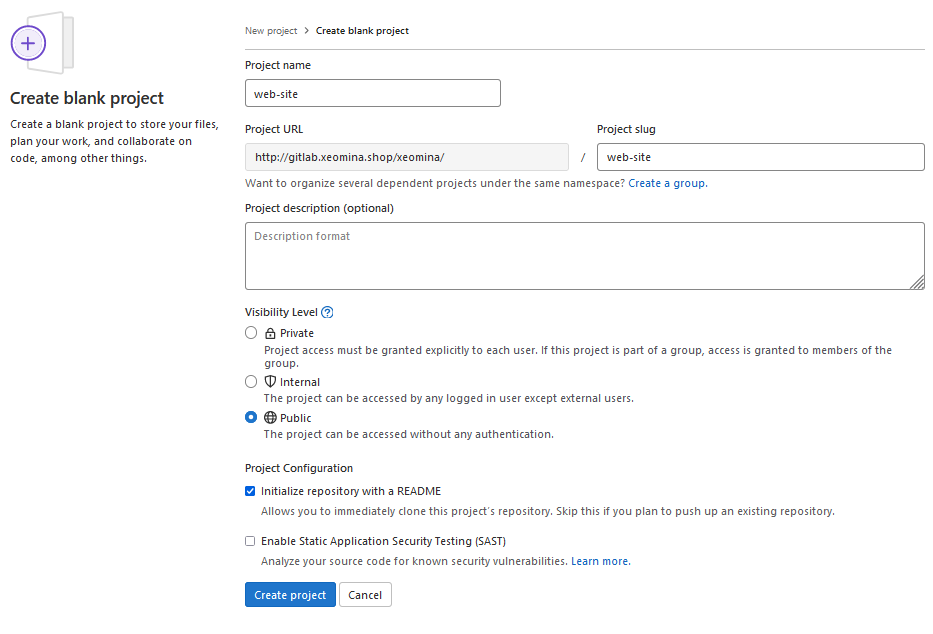 Create blank project
Create a blank project to store your files,
plan your work, and collaborate on
code, among other things.
New project > Create blank project
Project name
web-site
Project URL
Project slug
http://gitlab.xeomina.shop/xeomina/
/
web-site
Want to organize several dependent projects under the same namespace? Create a group.
Project description (optional)
Description format
Visibility Level
Private
Project access must be granted explicitly to each user. If this project is part of a group, access is granted to members of the
group.
Internal
The project can be accessed by any logged in user except external users.
Public
The project can be accessed without any authentication.
Project Configuration
Initialize repository with a README
Allows you to immediately clone this project's repository. Skip this if you plan to push up an existing repository.
Enable Static Application Security Testing (SAST)
Analyze your source code for known security vulnerabilities. Learn more.
Create project
Cancel